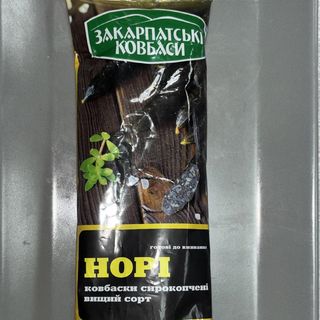 ЗАКАРПАТСЬКІ
КОВБАСИ
готові до вживання
НОРІ
ковбаски сирокопчені
вищий сорт